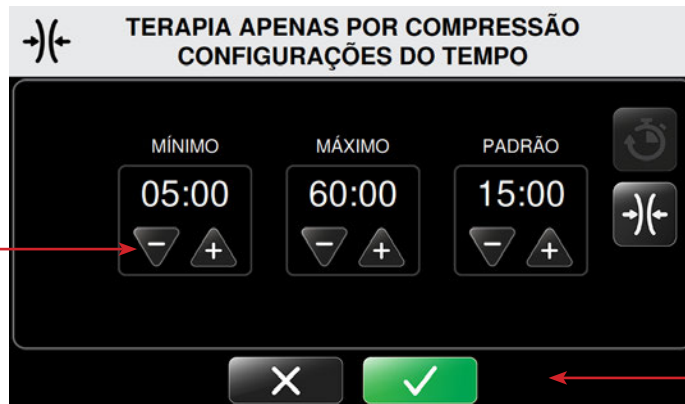 TERAPIA APENAS POR COMPRESSÃO
CONFIGURAÇÕES DO TEMPO
MÍNIMO MÁXIMO PADRÃO
05:00 60:00 15:00
- + - + - +